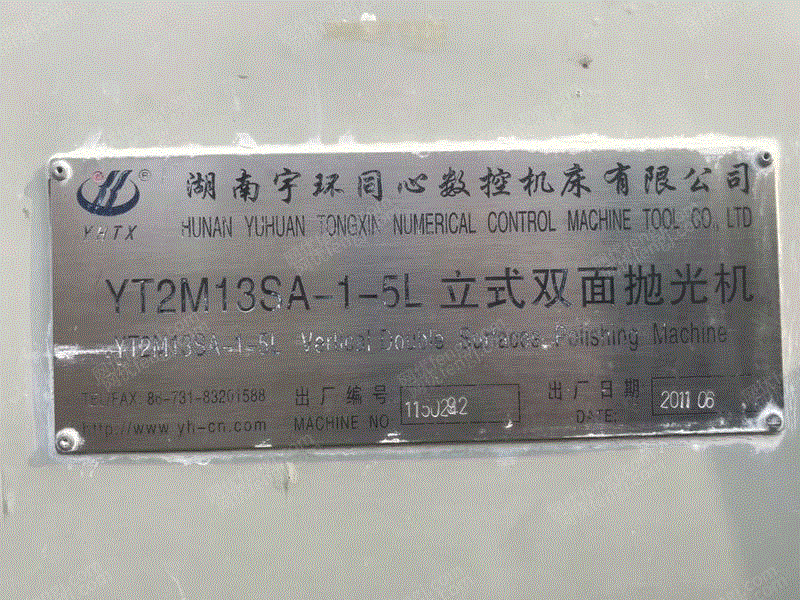 湖南宇环同心数控机床有限公司
YHTX
HUNAN YUHUAN TONGXIN NUMERICAL CONTROL MACHINE TOOL CO., LTD
YT2M13SA-1-5L 立式双面抛光机
YT2M13SA-1-5L Vertical Double Surfaces Polishing Machine
TEL/FAX 86-731-83201588
出厂编号
MACHINE NO
出厂日期
DATE:
2011 06
http://www.yh-cn.com